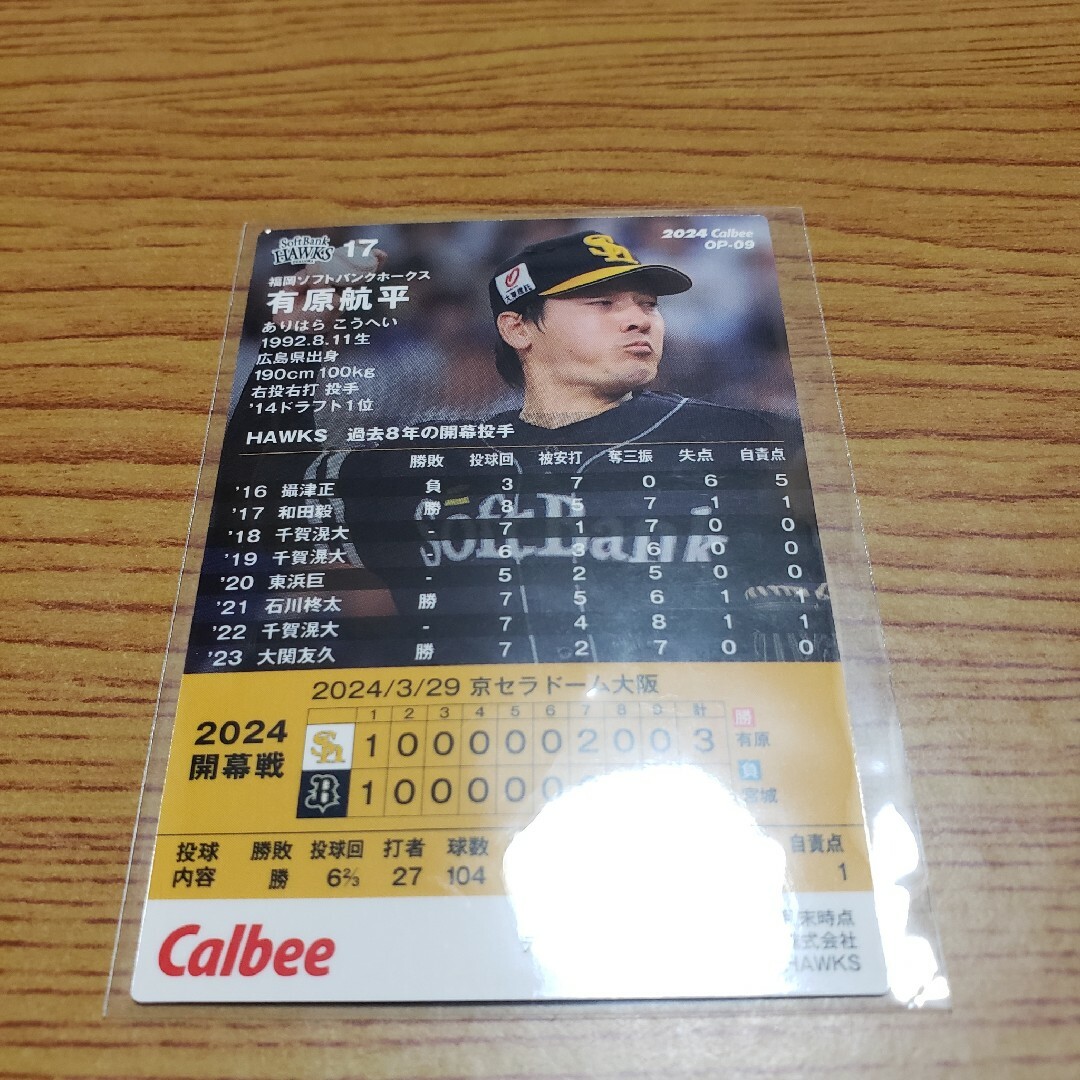 SoftBank HAWKS 17
2024 Calbee
OP-09
福岡ソフトバンクホークス
有原航平
ありはら こうへい
1992.8.11生
広島県出身
190cm 100kg
右投右打 投手
'14ドラフト1位
HAWKS 過去8年の開幕投手
勝敗 投球回 被安打 奪三振 失点 自責点
'16 攝津正 負 3 7 0 6 5
'17 和田毅 勝 8 5 7 1 1
'18 千賀滉大 - 7 1 7 0 0
'19 千賀滉大 - 6 3 6 0 0
'20 東浜巨 - 5 2 5 0 0
'21 石川柊太 勝 7 5 6 1 1
'22 千賀滉大 - 7 4 8 1 1
'23 大関友久 勝 7 2 7 0 0
SoftBank
2024/3/29 京セラドーム大阪
2024
開幕戦
1 2 3 4 5 6 7 8 9 計
SH 1 0 0 0 0 0 2 0 0 3
勝
有原
B 1 0 0 0 0
負
宮城
投球 勝敗 投球回 打者 球数 自責点
内容 勝 6⅔ 27 104 1
Calbee
末時点
式会社
HAWKS